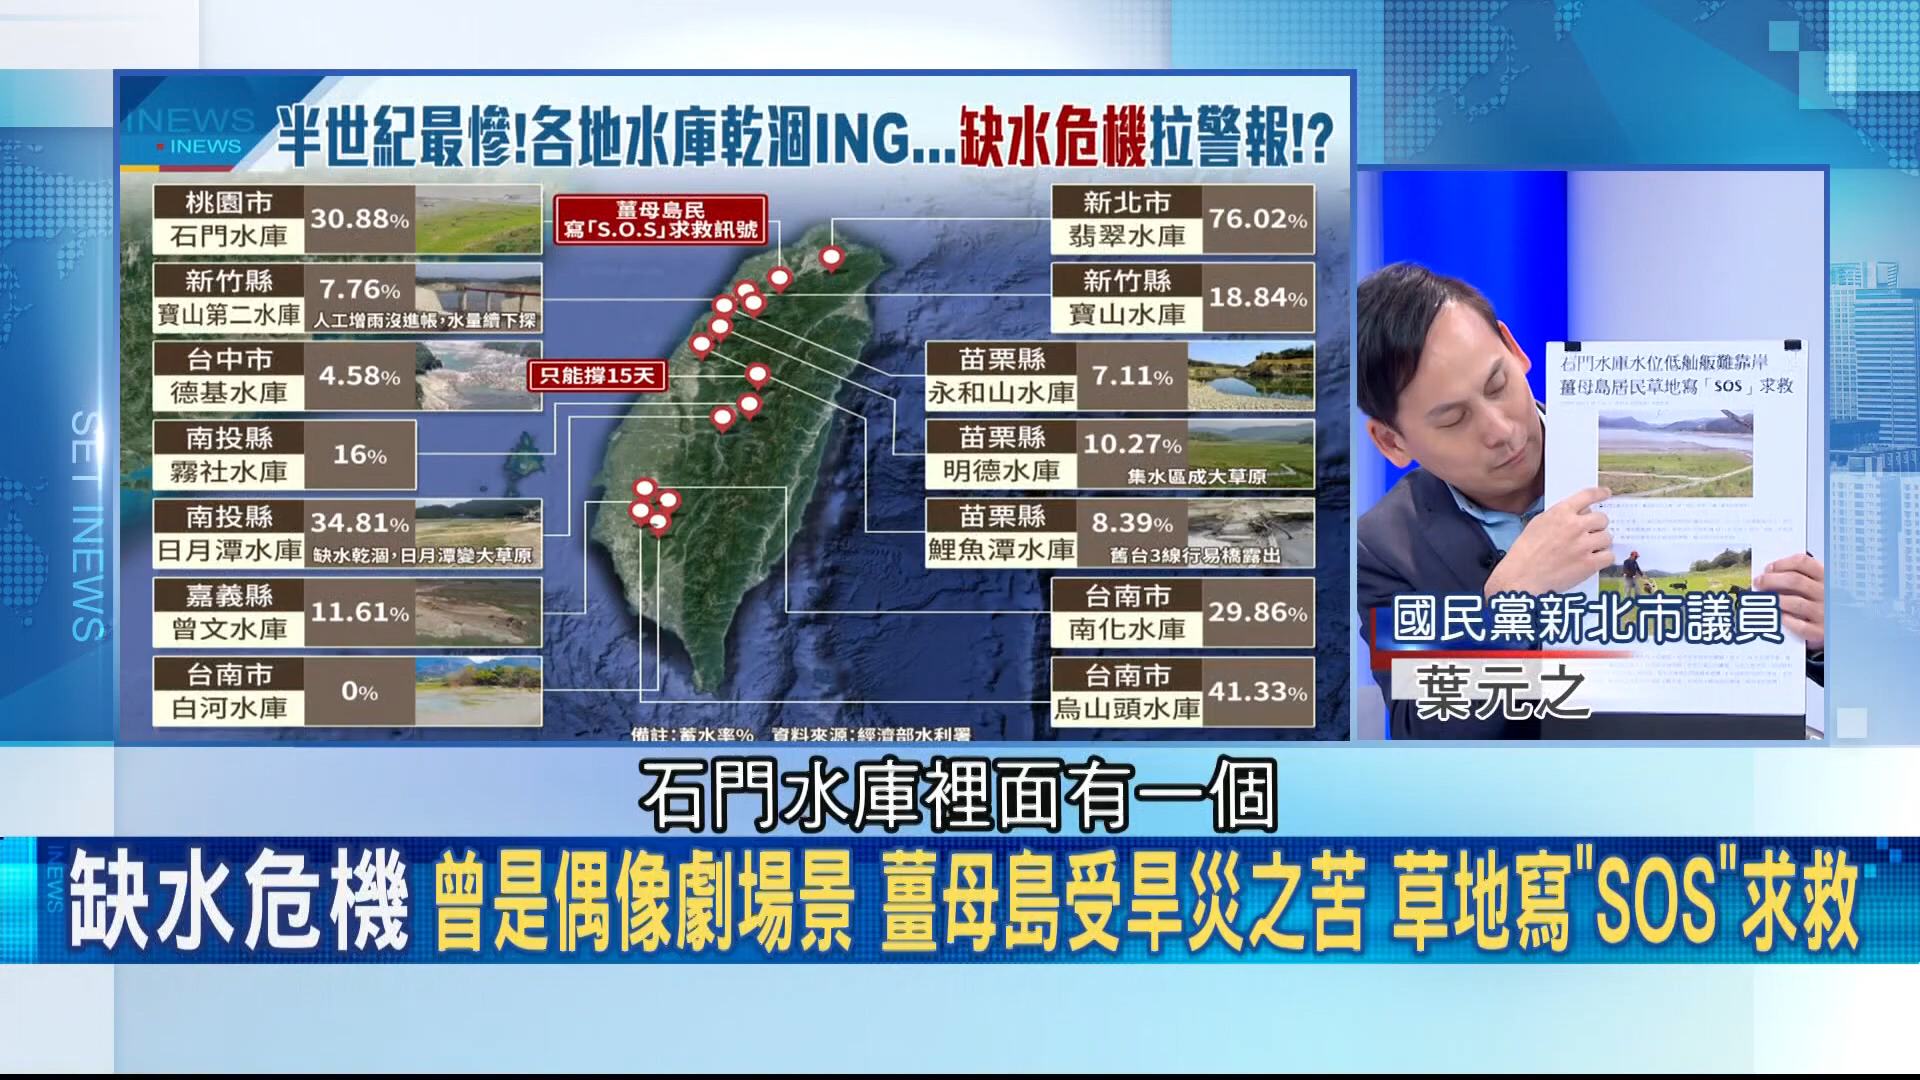 INEWS
INEWS
半世紀最慘!各地水庫乾涸ING...缺水危機拉警報!?
桃園市
石門水庫
30.88%
新竹縣
寶山第二水庫
7.76%
人工增雨沒進帳,水量續下探
台中市
德基水庫
4.58%
南投縣
霧社水庫
16%
南投縣
日月潭水庫
34.81%
缺水乾涸,日月潭變大草原
嘉義縣
曾文水庫
11.61%
台南市
白河水庫
0%
薑母島民
寫「S.O.S」求救訊號
只能撐15天
新北市
翡翠水庫
76.02%
新竹縣
寶山水庫
18.84%
苗栗縣
永和山水庫
7.11%
苗栗縣
明德水庫
10.27%
集水區成大草原
苗栗縣
鯉魚潭水庫
8.39%
舊台3線行易橋露出
台南市
南化水庫
29.86%
台南市
烏山頭水庫
41.33%
備註:蓄水率% 資料來源:經濟部水利署
石門水庫水位低舢舨難靠岸
薑母島居民草地寫「SOS」求救
國民黨新北市議員
葉元之
SET INEWS
石門水庫裡面有一個
INEWS
缺水危機 曾是偶像劇場景 薑母島受旱災之苦 草地寫"SOS"求救